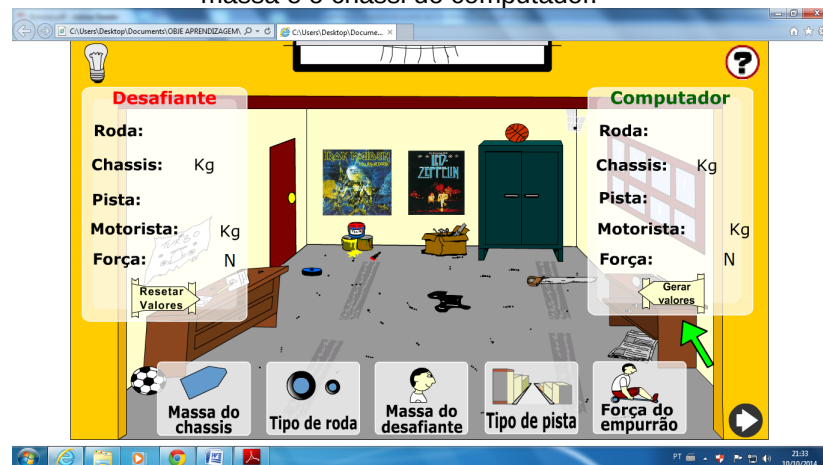 massa e o chassi do computador.
C:\Users\Desktop\Documents\OBJE APRENDIZAGEM\
C:\Users\Desktop\Docume...
?
Desafiante
Roda:
Chassis: Kg
Pista:
Motorista: Kg
Força: N
Resetar
Valores
TURBO
IRON MAIDEN
LED
ZEPPELIN
Computador
Roda:
Chassis: Kg
Pista:
Motorista: Kg
Força: N
Gerar
valores
Massa do
chassis
Tipo de roda
Massa do
desafiante
Tipo de pista
Força do
empurrão
PT
21:33
10/10/2014